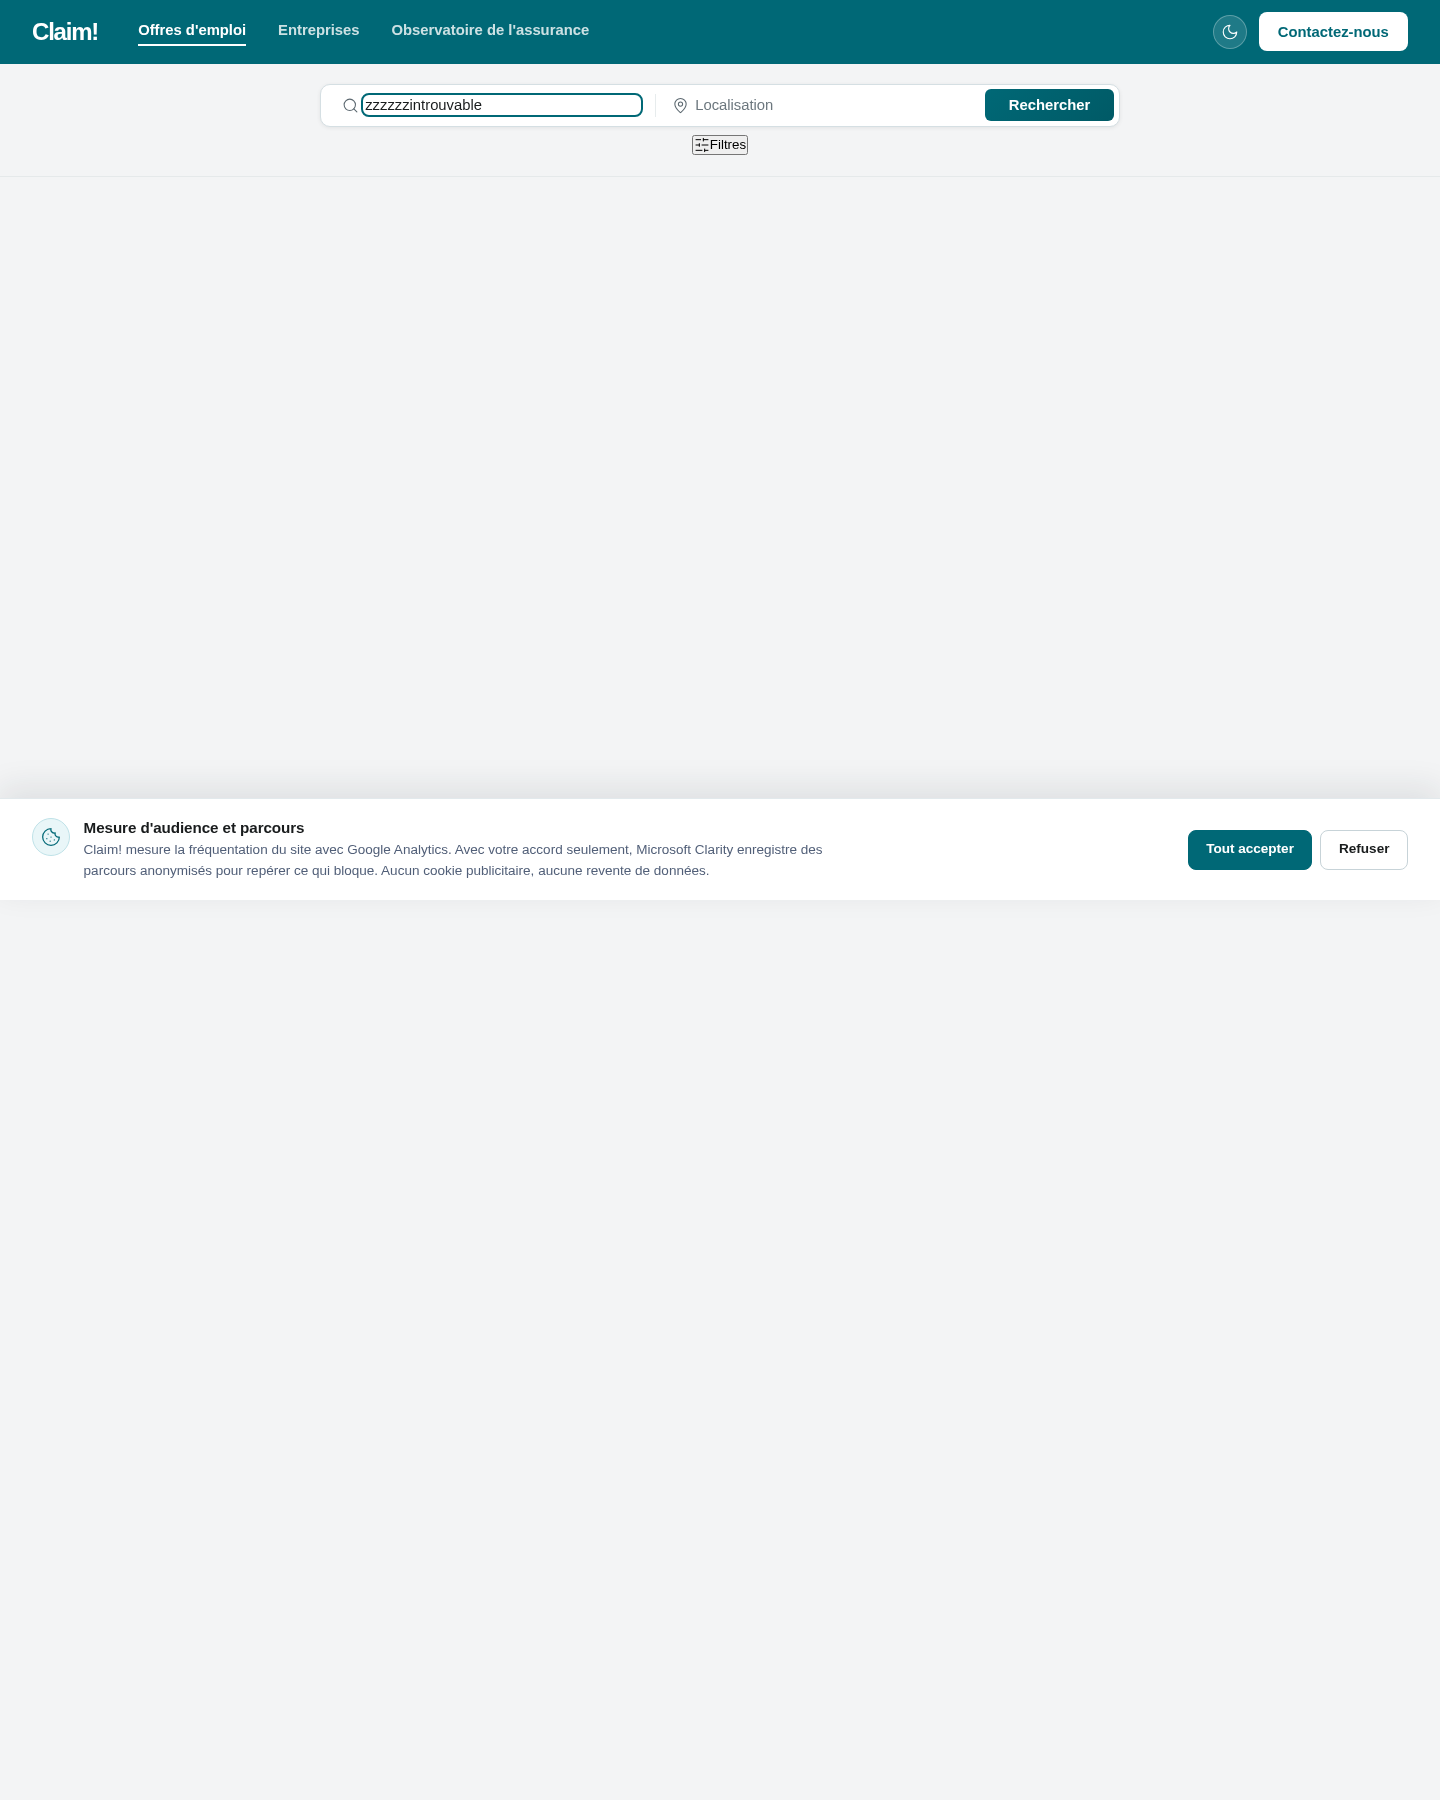 Claim!
Offres d'emploi
Entreprises
Observatoire de l'assurance
Contactez-nous
zzzzzzintrouvable
Localisation
Rechercher
Filtres
Mesure d'audience et parcours
Claim! mesure la fréquentation du site avec Google Analytics. Avec votre accord seulement, Microsoft Clarity enregistre des
parcours anonymisés pour repérer ce qui bloque. Aucun cookie publicitaire, aucune revente de données.
Tout accepter
Refuser